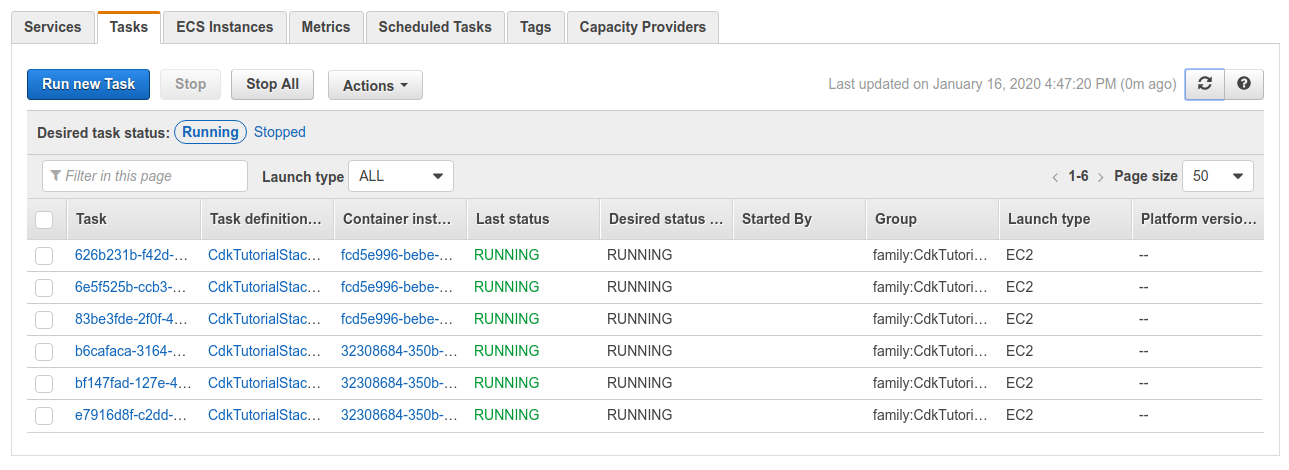 Services Tasks ECS Instances Metrics Scheduled Tasks Tags Capacity Providers
Run new Task Stop Stop All Actions Last updated on January 16, 2020 4:47:20 PM (0m ago)
Desired task status: Running Stopped
Filter in this page Launch type ALL < 1-6 > Page size 50
Task Task definition... Container inst... Last status Desired status ... Started By Group Launch type Platform versio...
626b231b-f42d-... CdkTutorialStac... fcd5e996-bebe-... RUNNING RUNNING family:CdkTutori... EC2 --
6e5f525b-ccb3-... CdkTutorialStac... fcd5e996-bebe-... RUNNING RUNNING family:CdkTutori... EC2 --
83be3fde-2f0f-4... CdkTutorialStac... fcd5e996-bebe-... RUNNING RUNNING family:CdkTutori... EC2 --
b6cafaca-3164-... CdkTutorialStac... 32308684-350b-... RUNNING RUNNING family:CdkTutori... EC2 --
bf147fad-127e-4... CdkTutorialStac... 32308684-350b-... RUNNING RUNNING family:CdkTutori... EC2 --
e7916d8f-c2dd-... CdkTutorialStac... 32308684-350b-... RUNNING RUNNING family:CdkTutori... EC2 --